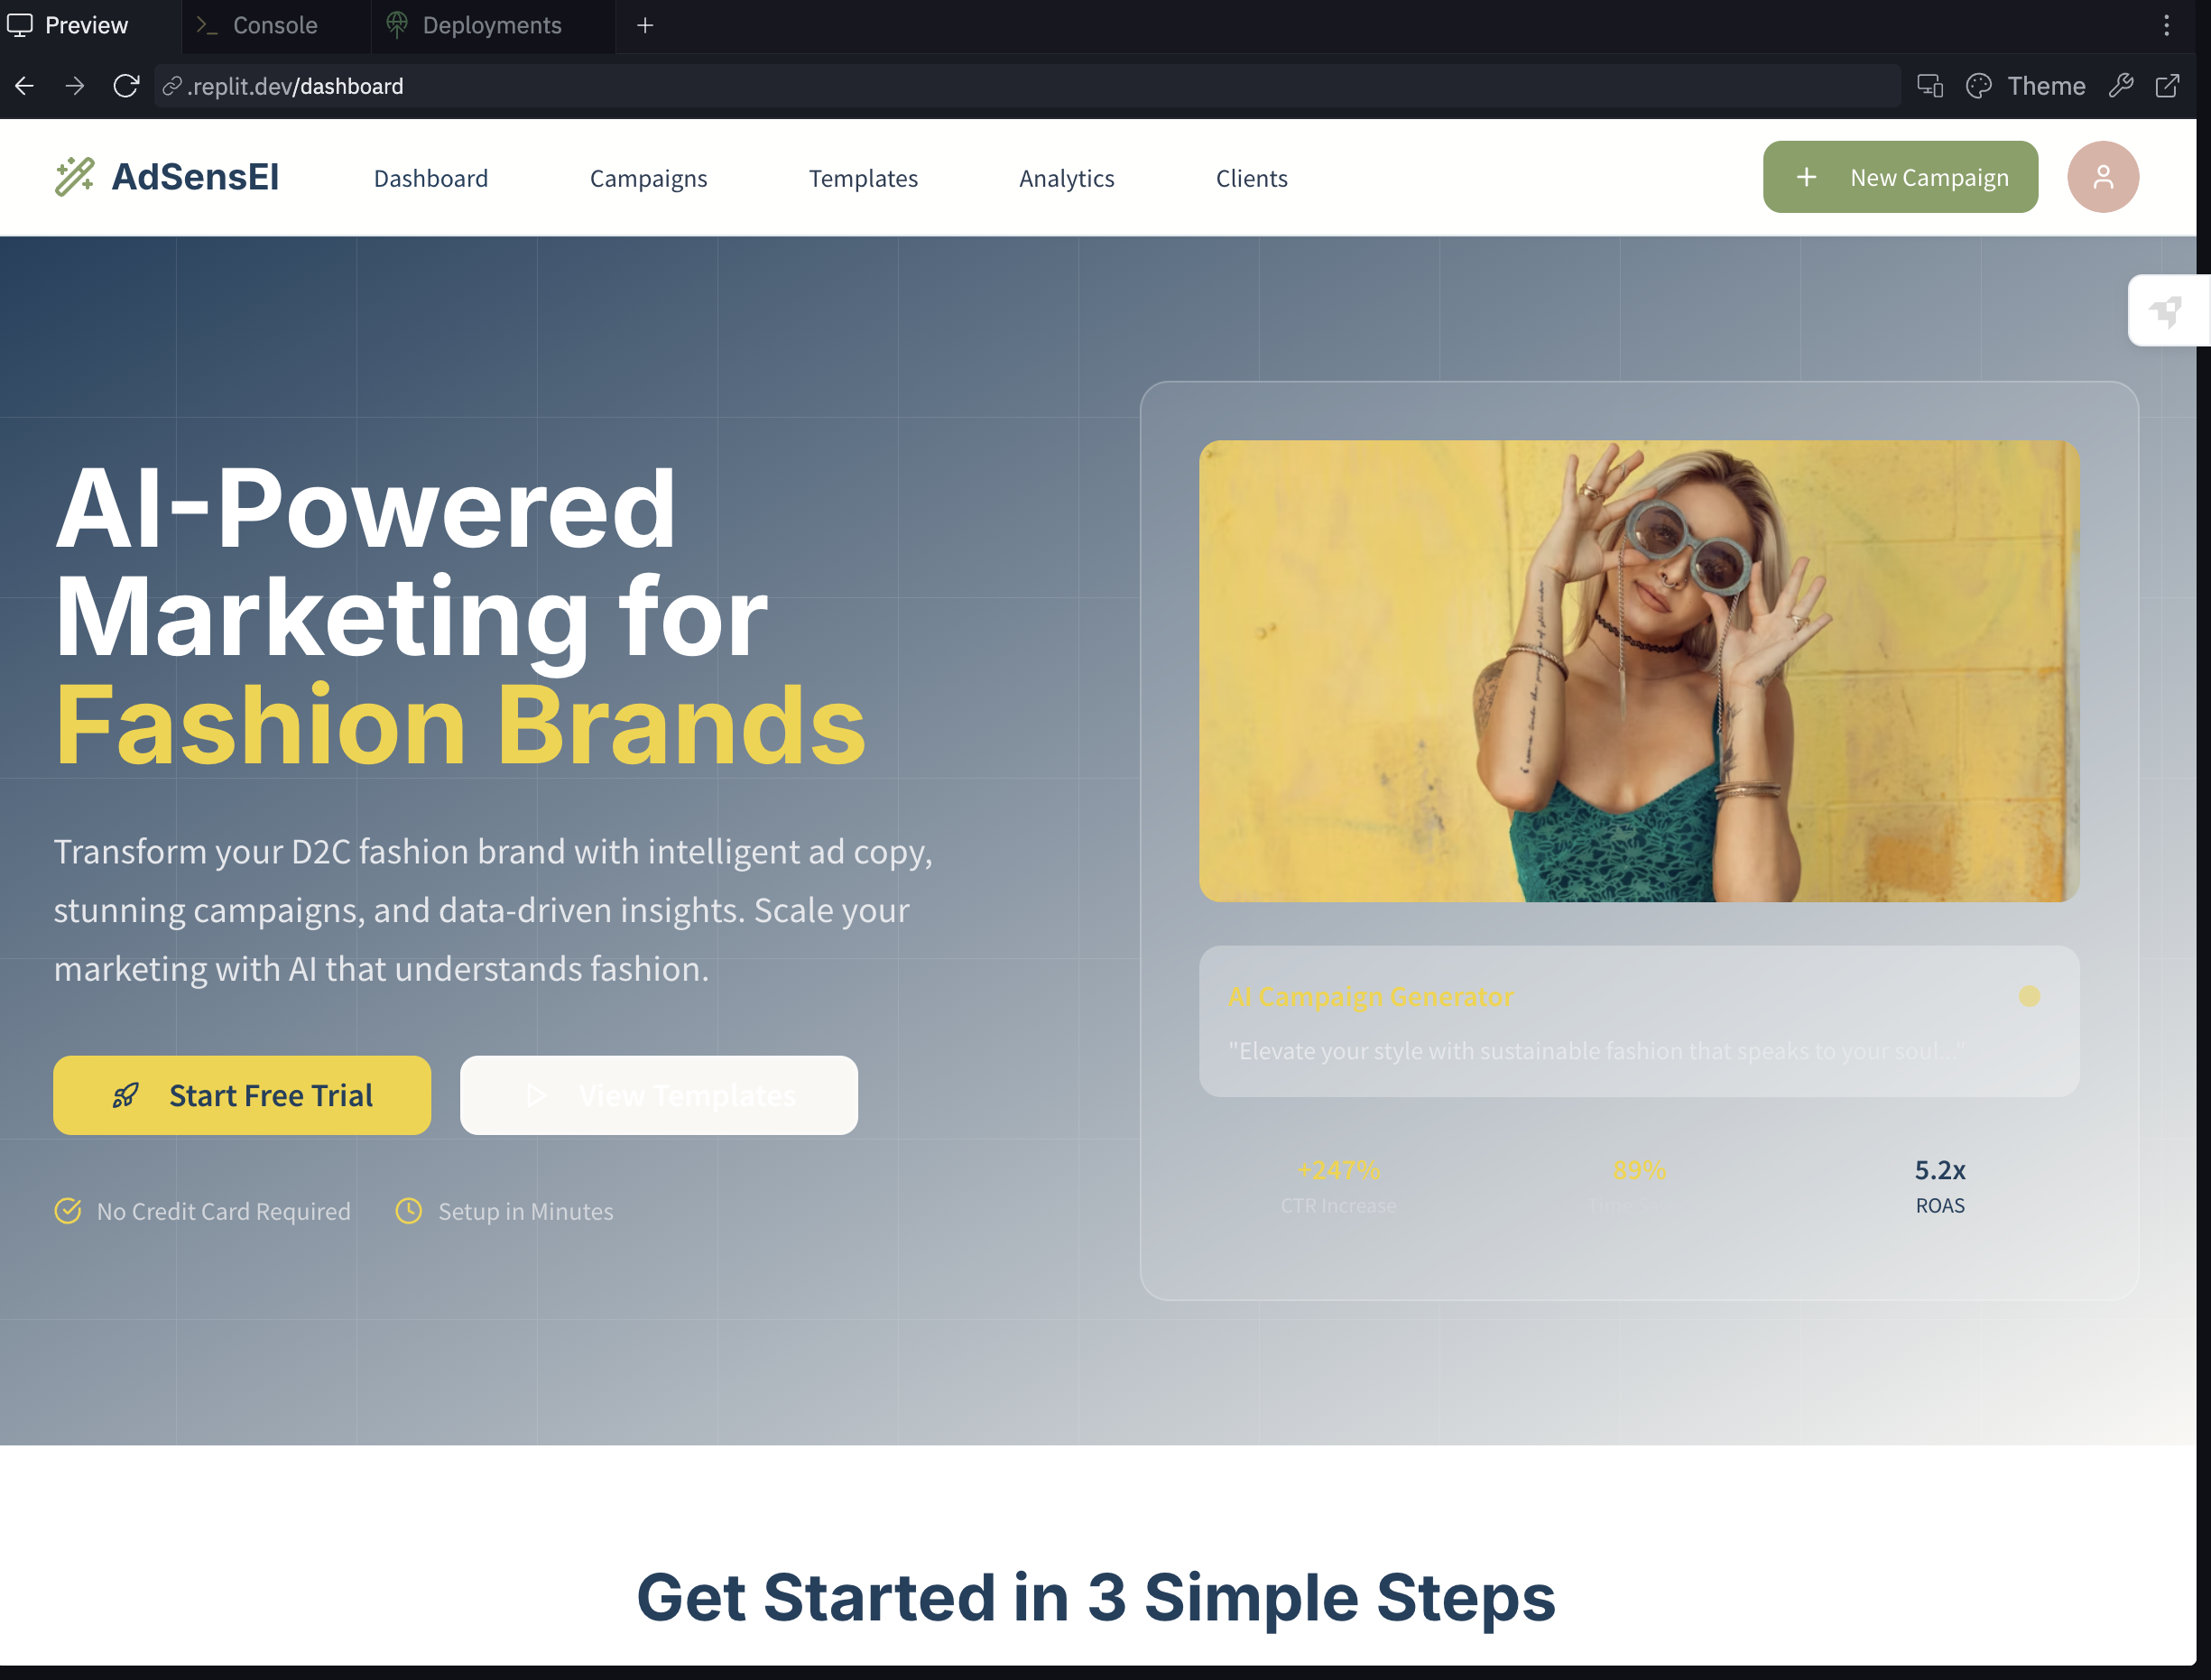 Preview
Console
Deployments
.replit.dev/dashboard
Theme
AdSensEI
Dashboard
Campaigns
Templates
Analytics
Clients
New Campaign
AI-Powered
Marketing for
Fashion Brands
Transform your D2C fashion brand with intelligent ad copy,
stunning campaigns, and data-driven insights. Scale your
marketing with AI that understands fashion.
Start Free Trial
View Templates
No Credit Card Required
Setup in Minutes
AI Campaign Generator
"Elevate your style with sustainable fashion that speaks to your soul..."
+247%
CTR Increase
89%
5.2x
ROAS
Get Started in 3 Simple Steps